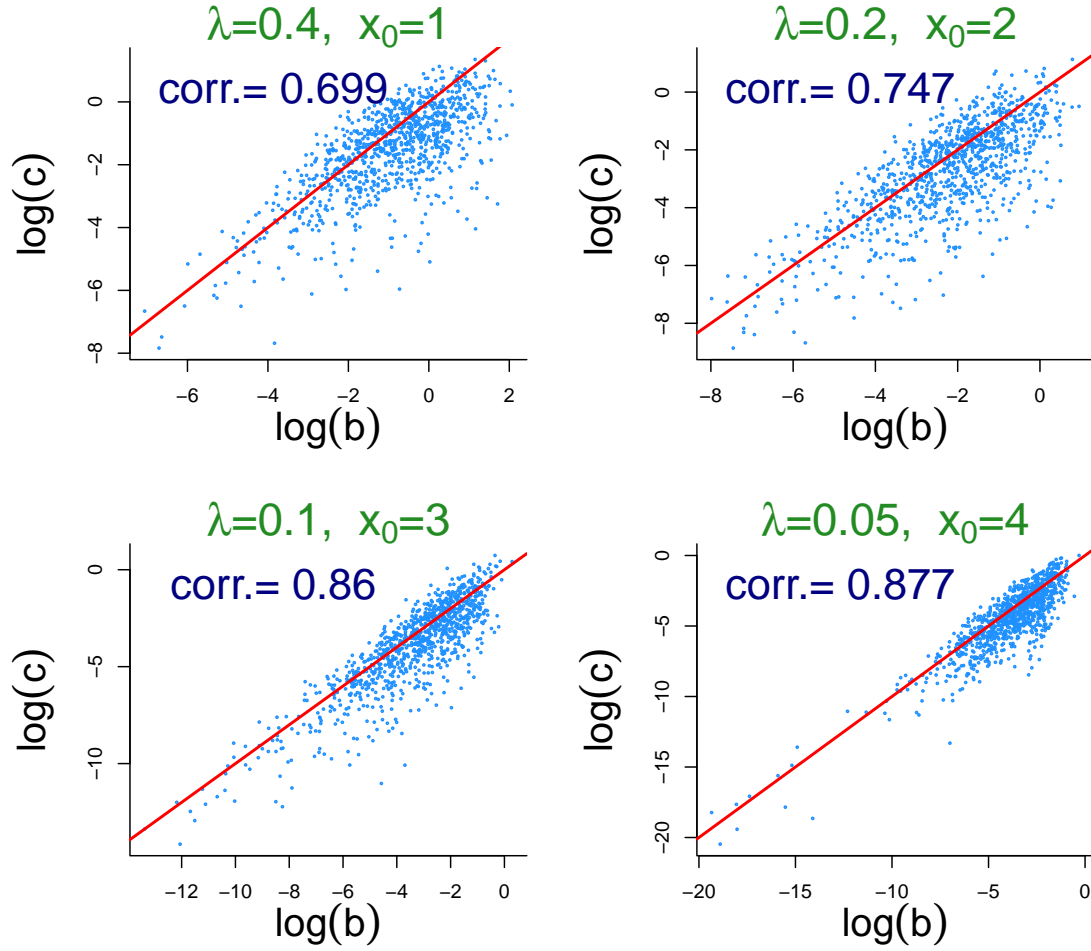 λ=0.4, x₀=1
corr.= 0.699
log(c)
0
−2
−4
−6
−8
−6
−4
−2
0
2
log(b)
λ=0.2, x₀=2
corr.= 0.747
log(c)
0
−2
−4
−6
−8
−8
−6
−4
−2
0
log(b)
λ=0.1, x₀=3
corr.= 0.86
log(c)
0
−5
−10
−12
−10
−8
−6
−4
−2
0
log(b)
λ=0.05, x₀=4
corr.= 0.877
log(c)
0
−5
−10
−15
−20
−20
−15
−10
−5
0
log(b)